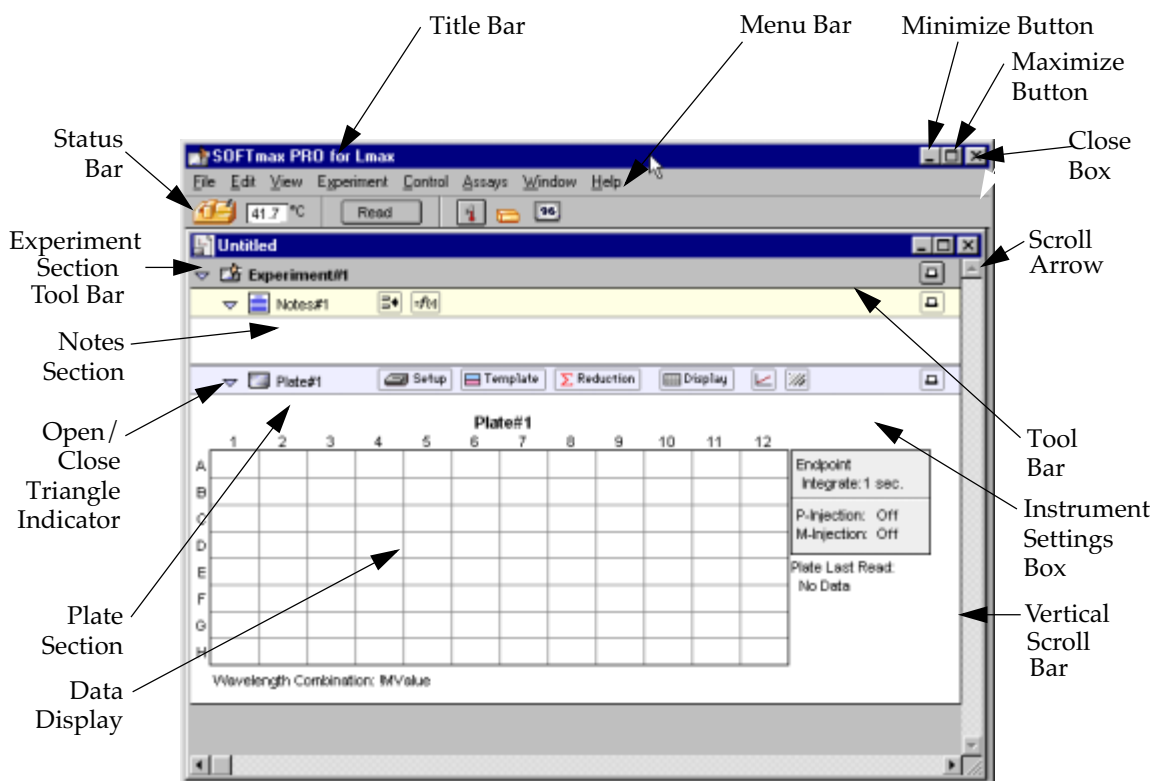 Title Bar
Menu Bar
Minimize Button
Maximize
Button
Status
Bar
Close
Box
SOFTmax PRO for Lmax
File Edit View Experiment Control Assays Window Help
41.7 °C Read 96
Experiment
Section
Tool Bar
Scroll
Arrow
Untitled
Experiment#1
Notes#1 =f(x)
Notes
Section
Plate#1 Setup Template Reduction Display
Open/
Close
Triangle
Indicator
Tool
Bar
Plate#1
1 2 3 4 5 6 7 8 9 10 11 12
A
B
C
D
E
F
G
H
Endpoint
Integrate: 1 sec.
P-Injection: Off
M-Injection: Off
Plate Last Read:
No Data
Instrument
Settings
Box
Plate
Section
Vertical
Scroll
Bar
Data
Display
Wavelength Combination: !MValue